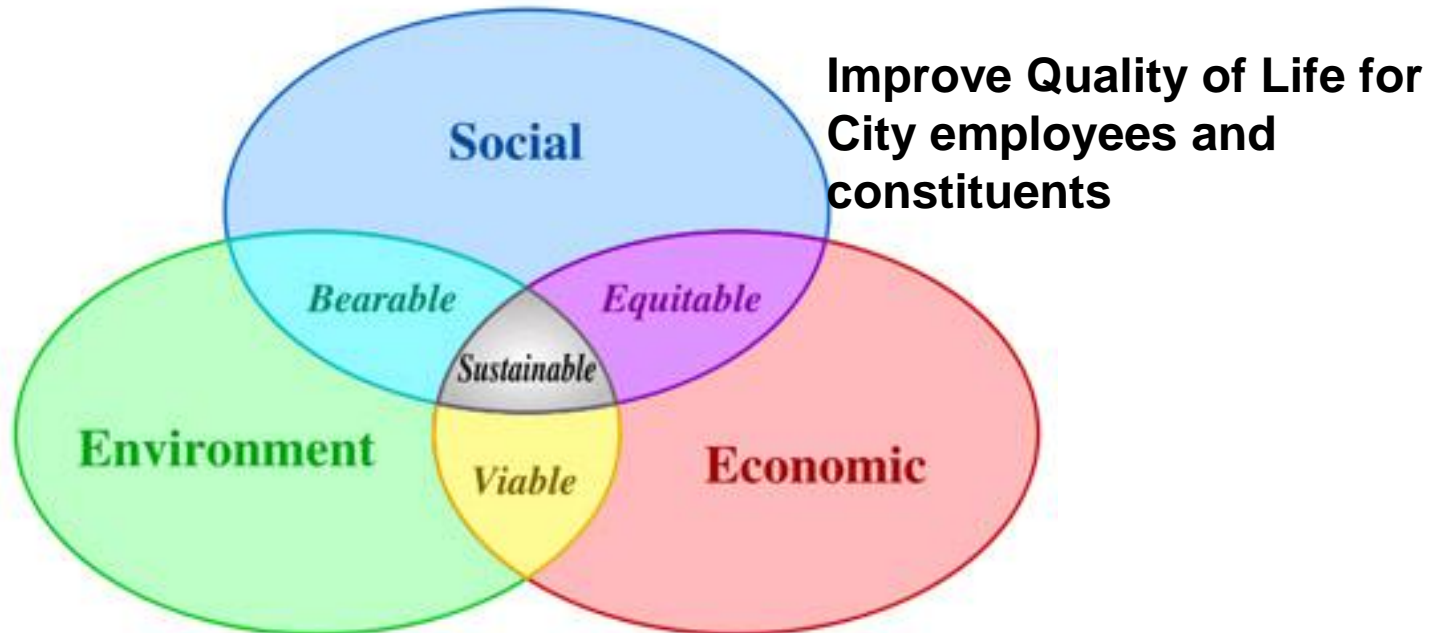 Improve Quality of Life for
City employees and
constituents
Social
Bearable
Equitable
Sustainable
Environment
Viable
Economic